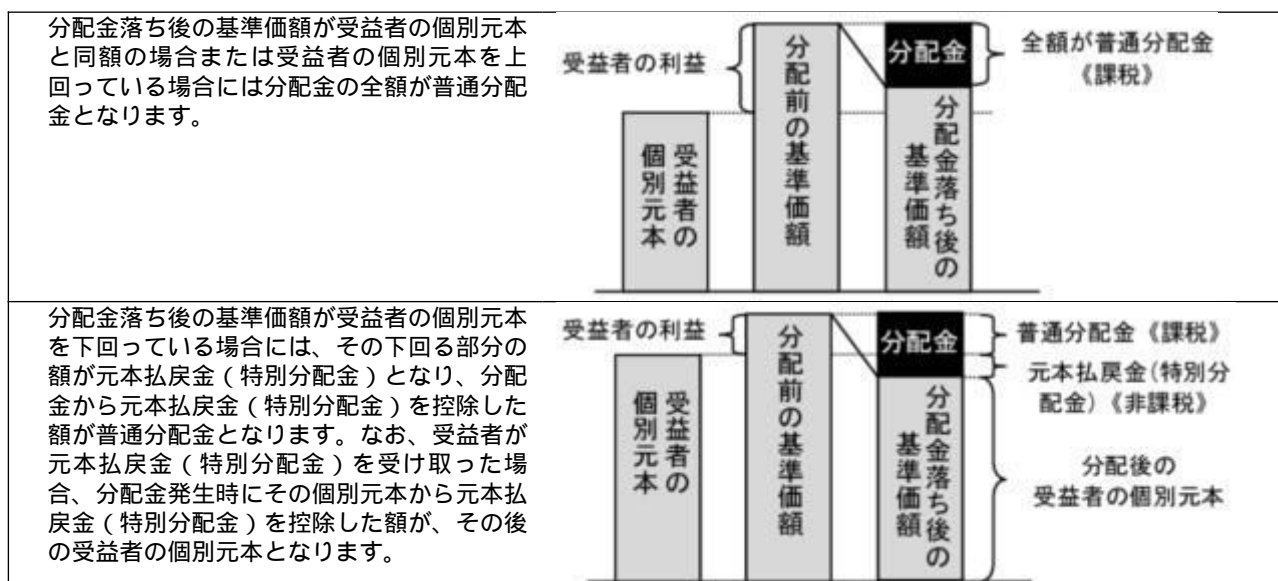 分配金落ち後の基準価額が受益者の個別元本
と同額の場合または受益者の個別元本を上
回っている場合には分配金の全額が普通分配
金となります。
受益者の利益
受益者の
個別元本
分配前の基準価額
分配金
分配金落ち後の
基準価額
全額が普通分配金
《課税》
分配金落ち後の基準価額が受益者の個別元本
を下回っている場合には、その下回る部分の
額が元本払戻金（特別分配金）となり、分配
金から元本払戻金（特別分配金）を控除した
額が普通分配金となります。なお、受益者が
元本払戻金（特別分配金）を受け取った場
合、分配金発生時にその個別元本から元本払
戻金（特別分配金）を控除した額が、その後
の受益者の個別元本となります。
受益者の利益
受益者の
個別元本
分配前の基準価額
分配金
分配金落ち後の
基準価額
普通分配金《課税》
元本払戻金(特別分
配金)《非課税》
分配後の
受益者の個別元本